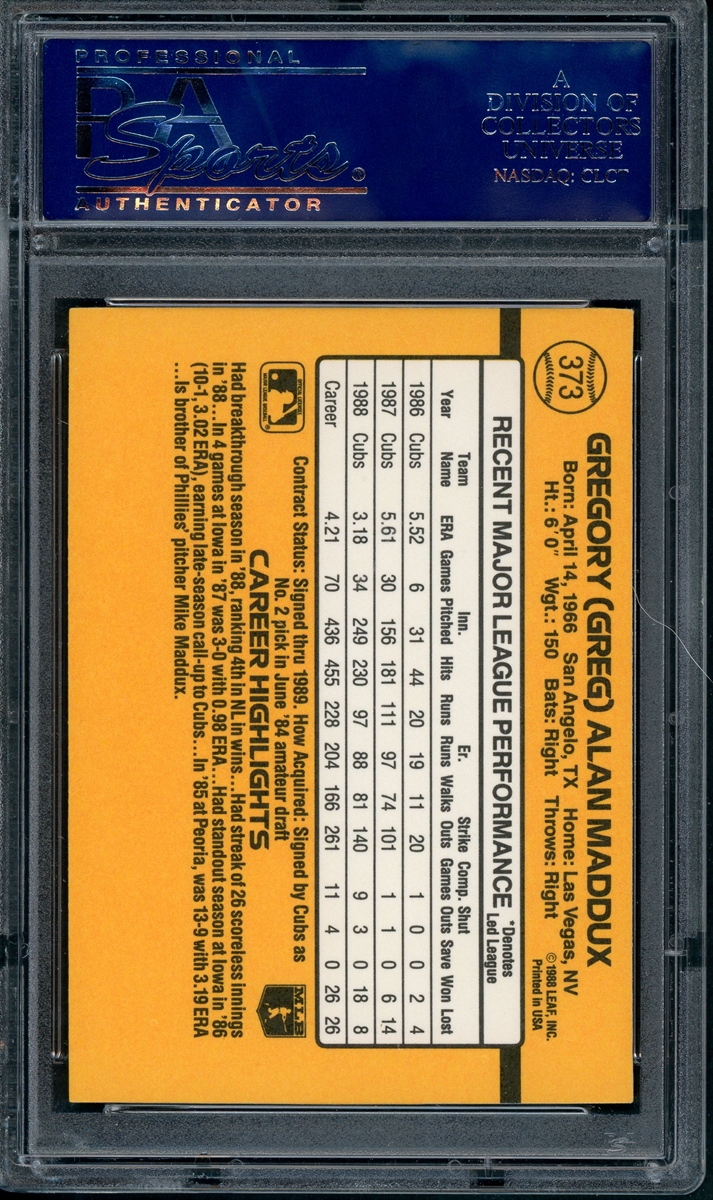 PROFESSIONAL
PSA
Sports®
AUTHENTICATOR
A
DIVISION OF
COLLECTORS
UNIVERSE
NASDAQ: CLCT
373
GREGORY (GREG) ALAN MADDUX
Born: April 14, 1966 San Angelo, TX Home: Las Vegas, NV
Ht.: 6'0" Wgt.: 150 Bats: Right Throws: Right
©1988 LEAF, INC.
Printed in USA
RECENT MAJOR LEAGUE PERFORMANCE
*Denotes
Led League
Team Inn. Er. Strike Comp. Shut
Year Name ERA Games Pitched Hits Runs Runs Walks Outs Games Outs Save Won Lost
1986 Cubs 5.52 6 31 44 20 19 11 20 1 0 0 2 4
1987 Cubs 5.61 30 156 181 111 97 74 101 1 1 0 6 14
1988 Cubs 3.18 34 249 230 97 88 81 140 9 3 0 18 8
Career 4.21 70 436 455 228 204 166 261 11 4 0 26 26
Contract Status: Signed thru 1989. How Acquired: Signed by Cubs as
No. 2 pick in June '84 amateur draft
MLB
CAREER HIGHLIGHTS
Had breakthrough season in '88, ranking 4th in NL in wins...Had streak of 26 scoreless innings
in '88...In 4 games at Iowa in '87 was 3-0 with 0.98 ERA...Had standout season at Iowa in '86
(10-1, 3.02 ERA), earning late-season call-up to Cubs...In '85 at Peoria, was 13-9 with 3.19 ERA
...Is brother of Phillies' pitcher Mike Maddux.